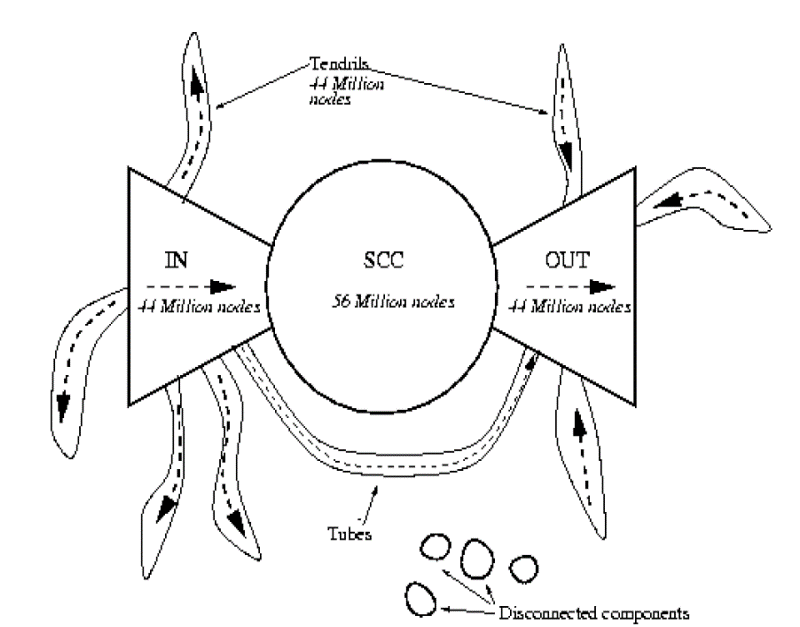 Tendrils
44 Million
nodes
IN
44 Million nodes
SCC
56 Million nodes
OUT
44 Million nodes
Tubes
Disconnected components